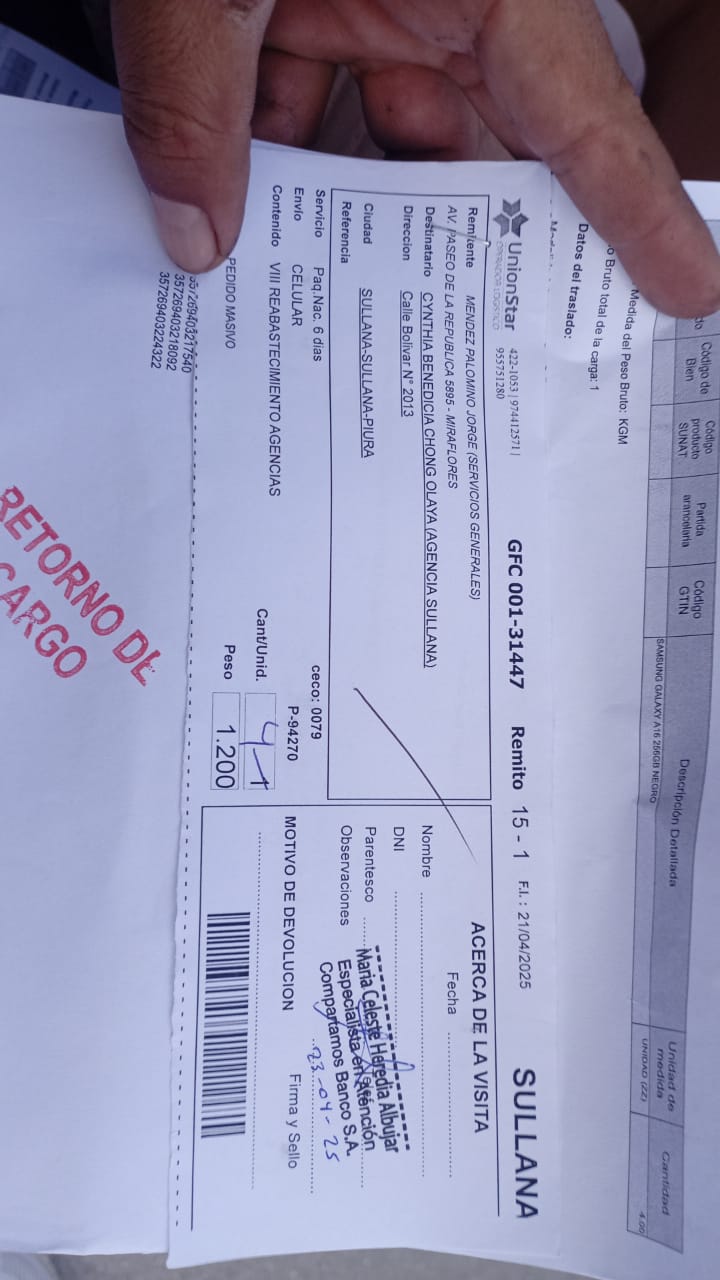 Código de Bien
Código producto SUNAT
Partida arancelaria
Código GTIN
Descripción Detallada
Unidad de medida
Cantidad
SAMSUNG GALAXY A16 256GB NEGRO
UNIDAD (ZZ)
4.00
Medida del Peso Bruto: KGM
o Bruto total de la carga: 1
Datos del traslado:
UnionStar
OPERADOR LOGISTICO
422-1053 | 974412571 |
955751280
GFC 001-31447
Remito 15 - 1
F.I. : 21/04/2025
SULLANA
Remitente MENDEZ PALOMINO JORGE (SERVICIOS GENERALES)
AV. PASEO DE LA REPUBLICA 5895 - MIRAFLORES
Destinatario CYNTHIA BENEDICIA CHONG OLAYA (AGENCIA SULLANA)
Direccion Calle Bolivar N° 2013
Ciudad SULLANA-SULLANA-PIURA
Referencia
Servicio Paq.Nac. 6 dias
ceco: 0079
Envio CELULAR
P-94270
Contenido VIII REABASTECIMIENTO AGENCIAS
Cant/Unid.
PEDIDO MASIVO
Peso 1.200
ACERCA DE LA VISITA
Fecha
Nombre
DNI
Parentesco
Observaciones
Maria Celeste Heredia Albujar
Especialista en Atención
Compartamos Banco S.A.
23-04-25
MOTIVO DE DEVOLUCION
Firma y Sello
357269403217540
357269403218092
357269403224322
RETORNO DE
CARGO